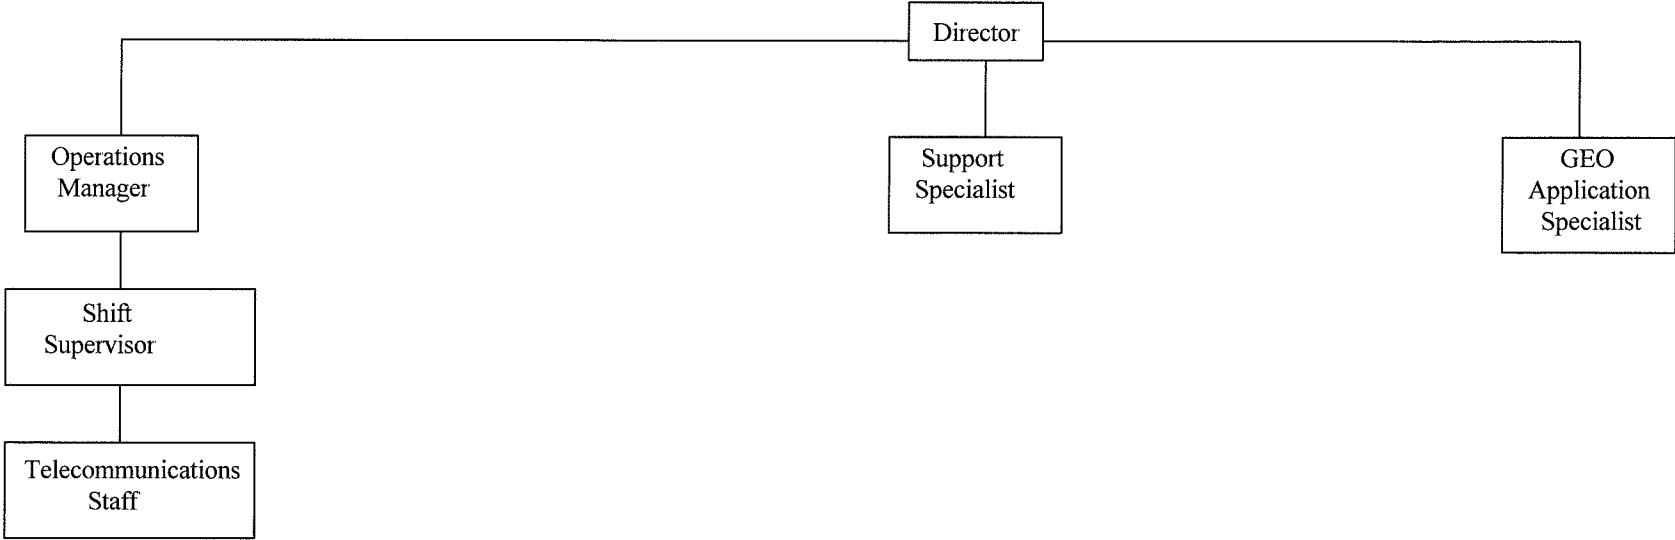 Director
Operations
Manager
Support
Specialist
GEO
Application
Specialist
Shift
Supervisor
Telecommunications
Staff